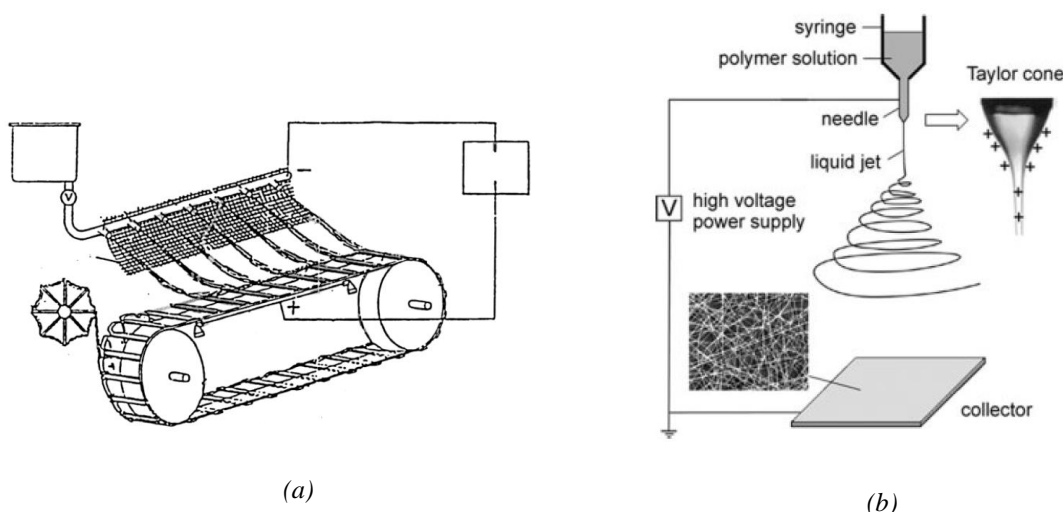 V
−
+
(a)
syringe
polymer solution
needle
liquid jet
V
high voltage
power supply
Taylor cone
+ +
+ +
+ +
+
+
collector
(b)